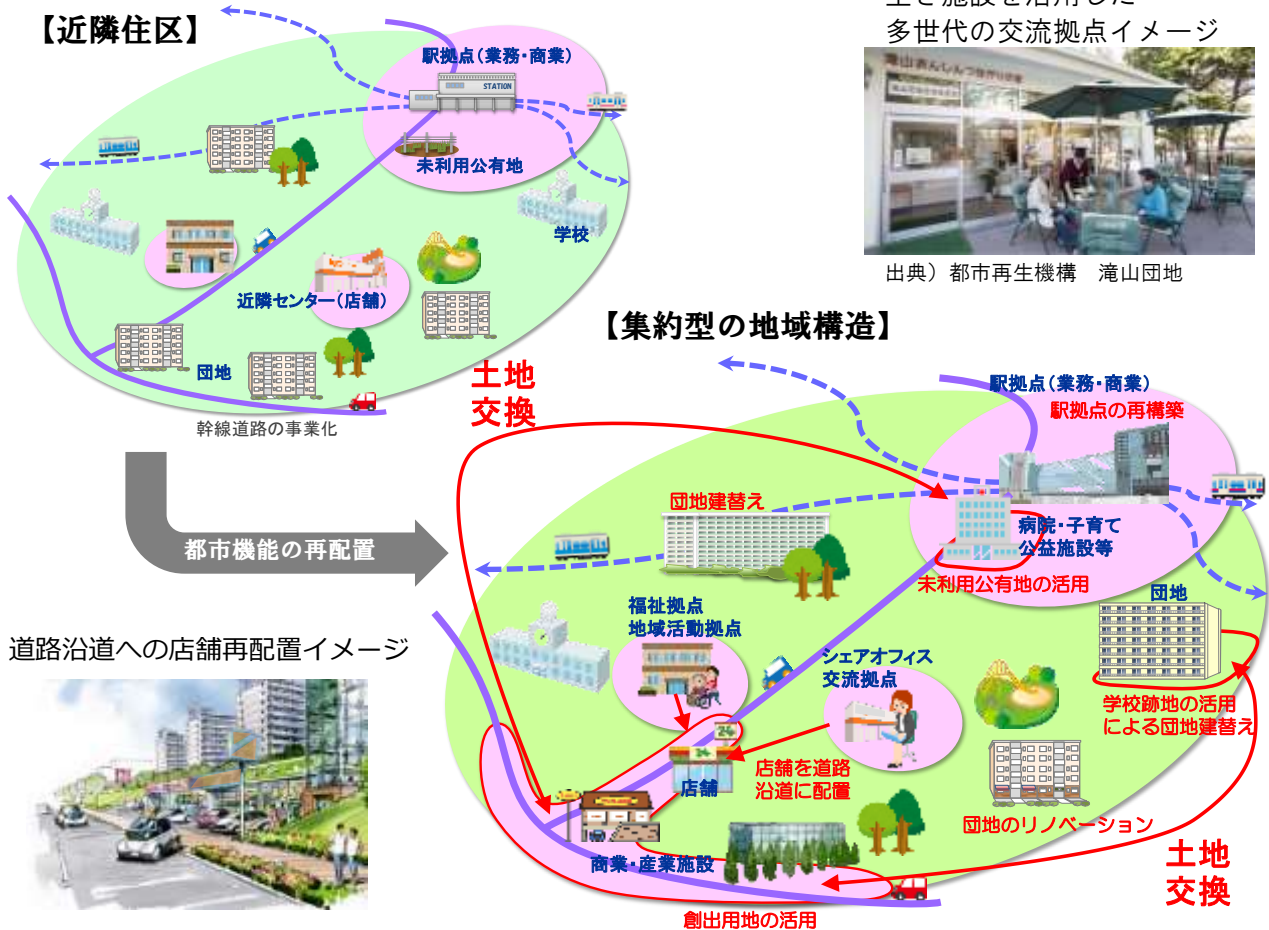 【近隣住区】
駅拠点(業務・商業)
STATION
未利用公有地
学校
近隣センター(店舗)
団地
幹線道路の事業化
多世代の交流拠点イメージ
出典）都市再生機構　滝山団地
【集約型の地域構造】
土地
交換
駅拠点(業務・商業)
駅拠点の再構築
団地建替え
病院・子育て
公益施設等
未利用公有地の活用
都市機能の再配置
団地
福祉拠点
地域活動拠点
シェアオフィス
交流拠点
学校跡地の活用
による団地建替え
24
24
店舗を道路
沿道に配置
店舗
団地のリノベーション
商業・産業施設
創出用地の活用
土地
交換
道路沿道への店舗再配置イメージ